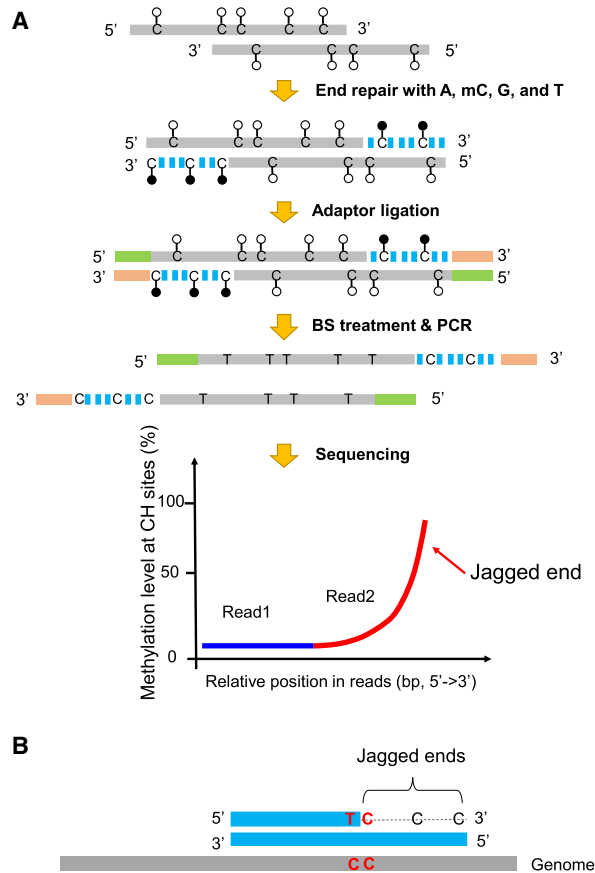 A
5’ C C C C C 3’
3’ C C C C 5’
End repair with A, mC, G, and T
5’ C C C C C C C 3’
3’ C C C C C C C 5’
Adaptor ligation
5’ C C C C C C C 3’
3’ C C C C C C C 5’
BS treatment & PCR
5’ T T T T T C C 3’
3’ C C C T T T T 5’
Sequencing
Methylation level at CH sites (%)
100
50
0
Read1
Read2
Jagged end
Relative position in reads (bp, 5’->3’)
B
Jagged ends
5’ T C C C 3’
3’ 5’
C C Genome